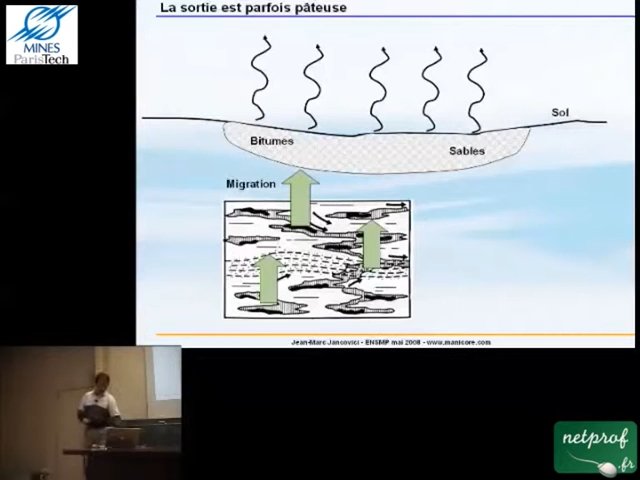 La sortie est parfois pâteuse
MINES
ParisTech
Sol
Bitumes
Sables
Migration
Jean-Marc Jancovici - ENSMP mai 2008 - www.manicore.com
netprof
.fr